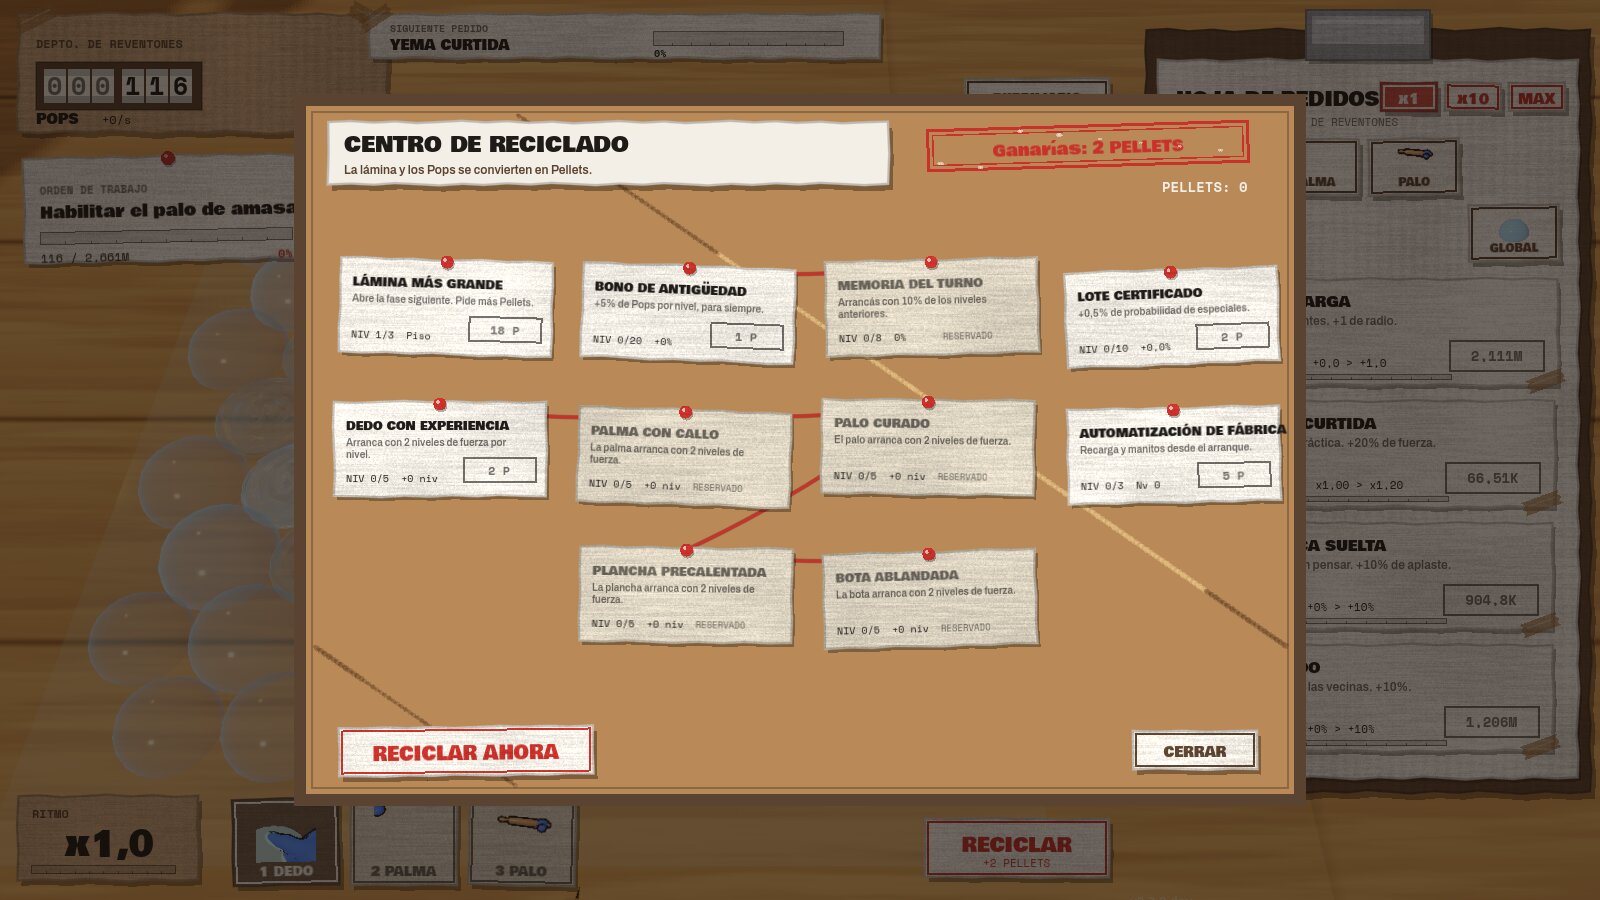 DEPTO. DE REVENTONES
000116
POPS +0/s
SIGUIENTE PEDIDO
YEMA CURTIDA
0%
PEDIDOS
x1
x10
MAX
DE REVENTONES
PALO
GLOBAL
ORDEN DE TRABAJO
Habilitar el palo de amasa
116 / 2.661M
0%
CENTRO DE RECICLADO
La lámina y los Pops se convierten en Pellets.
Ganarías: 2 PELLETS
PELLETS: 0
LÁMINA MÁS GRANDE
Abre la fase siguiente. Pide más Pellets.
NIV 1/3 Piso
18 P
BONO DE ANTIGÜEDAD
+5% de Pops por nivel, para siempre.
NIV 0/20 +0%
1 P
MEMORIA DEL TURNO
Arrancás con 10% de los niveles
anteriores.
NIV 0/8 0%
RESERVADO
LOTE CERTIFICADO
+0,5% de probabilidad de especiales.
NIV 0/10 +0,0%
2 P
DEDO CON EXPERIENCIA
Arranca con 2 niveles de fuerza por
nivel.
NIV 0/5 +0 niv
2 P
PALMA CON CALLO
La palma arranca con 2 niveles de
fuerza.
NIV 0/5 +0 niv
RESERVADO
PALO CURADO
El palo arranca con 2 niveles de fuerza.
NIV 0/5 +0 niv
RESERVADO
AUTOMATIZACIÓN DE FÁBRICA
Recarga y manitos desde el arranque.
NIV 0/3 Nv 0
5 P
PLANCHA PRECALENTADA
La plancha arranca con 2 niveles de
fuerza.
NIV 0/5 +0 niv
RESERVADO
BOTA ABLANDADA
La bota arranca con 2 niveles de fuerza.
NIV 0/5 +0 niv
RESERVADO
RECICLAR AHORA
CERRAR
+1 de radio.
+0,0 > +1,0
2,111M
CURTIDA
+20% de fuerza.
x1,00 > x1,20
66,51K
SUELTA
pensar. +10% de aplaste.
+0% > +10%
904,8K
las vecinas. +10%.
+0% > +10%
1,206M
RITMO
x1,0
1 DEDO
2 PALMA
3 PALO
RECICLAR
+2 PELLETS